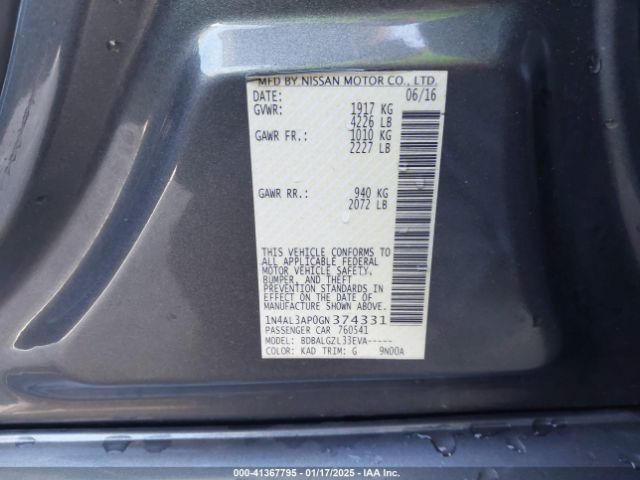 MFD BY NISSAN MOTOR CO., LTD.
DATE: 06/16
GVWR: 1917 KG
4226 LB
GAWR FR.: 1010 KG
2227 LB
GAWR RR.: 940 KG
2072 LB
THIS VEHICLE CONFORMS TO
ALL APPLICABLE FEDERAL
MOTOR VEHICLE SAFETY,
BUMPER, AND THEFT
PREVENTION STANDARDS IN
EFFECT ON THE DATE OF
MANUFACTURE SHOWN ABOVE.
1N4AL3AP0GN374331
PASSENGER CAR 760541
MODEL: BDBALGZL33EVA-----
COLOR: KAD TRIM: G 9N00A
000-41367795 - 01/17/2025 - IAA Inc.